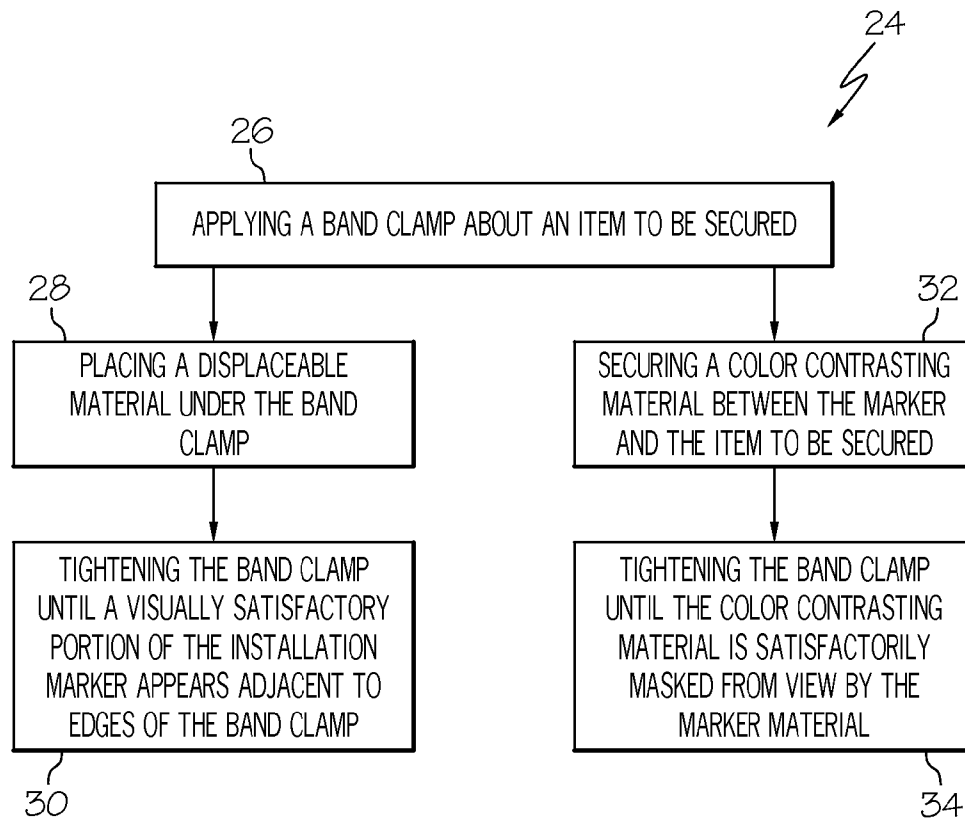 24
26
APPLYING A BAND CLAMP ABOUT AN ITEM TO BE SECURED
28
PLACING A DISPLACEABLE
MATERIAL UNDER THE BAND
CLAMP
32
SECURING A COLOR CONTRASTING
MATERIAL BETWEEN THE MARKER
AND THE ITEM TO BE SECURED
TIGHTENING THE BAND CLAMP
UNTIL A VISUALLY SATISFACTORY
PORTION OF THE INSTALLATION
MARKER APPEARS ADJACENT TO
EDGES OF THE BAND CLAMP
30
TIGHTENING THE BAND CLAMP
UNTIL THE COLOR CONTRASTING
MATERIAL IS SATISFACTORILY
MASKED FROM VIEW BY THE
MARKER MATERIAL
34